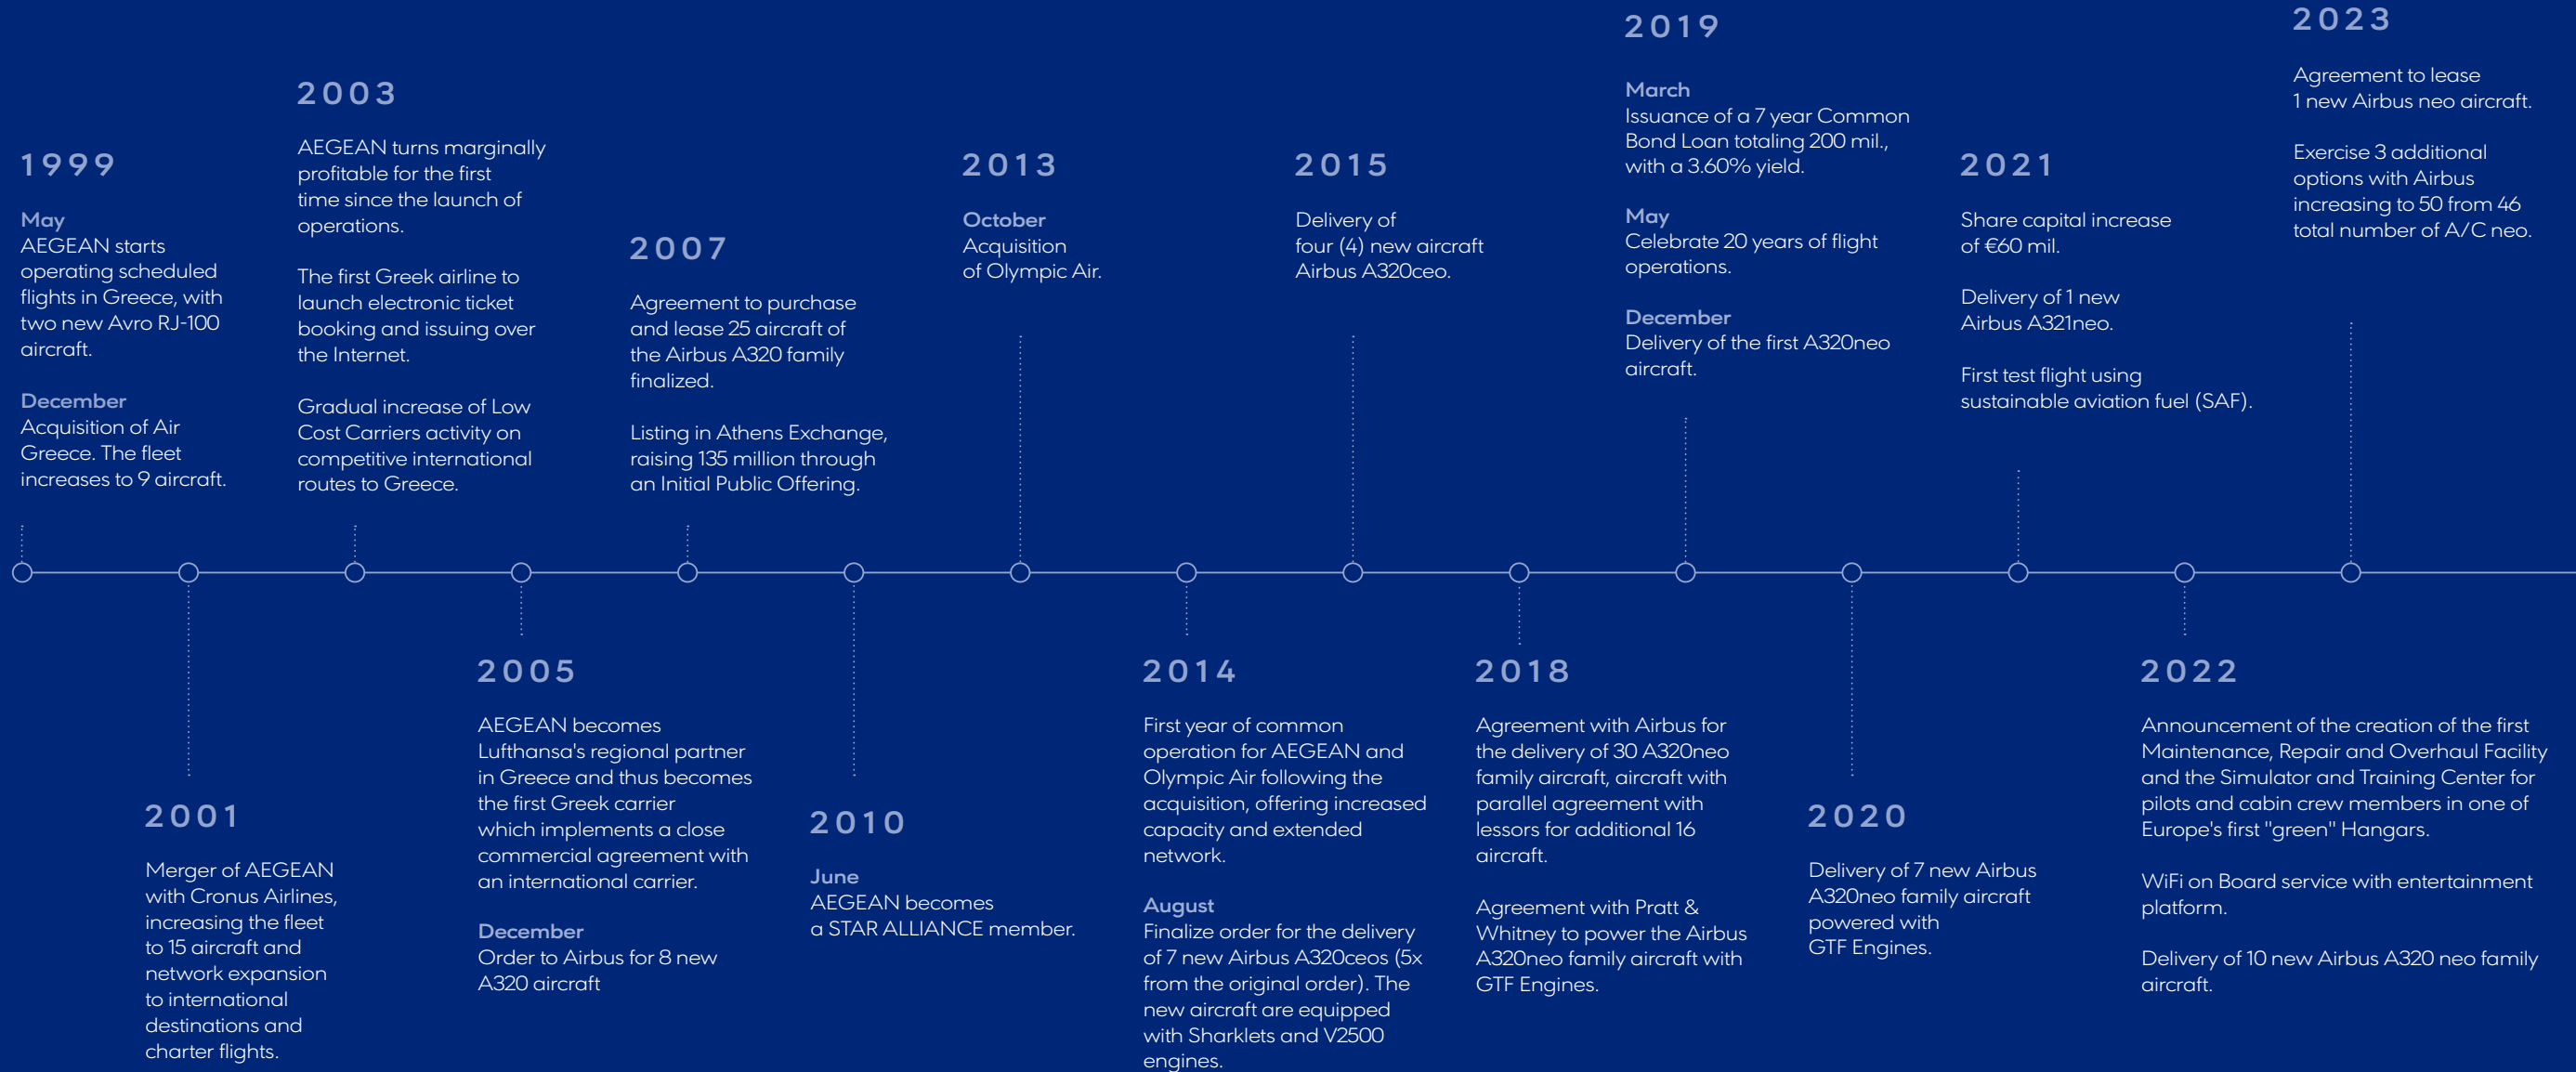 1999
May
AEGEAN starts
operating scheduled
flights in Greece, with
two new Avro RJ-100
aircraft.
December
Acquisition of Air
Greece. The fleet
increases to 9 aircraft.
2001
Merger of AEGEAN
with Cronus Airlines,
increasing the fleet
to 15 aircraft and
network expansion
to international
destinations and
charter flights.
2003
AEGEAN turns marginally
profitable for the first
time since the launch of
operations.
The first Greek airline to
launch electronic ticket
booking and issuing over
the Internet.
Gradual increase of Low
Cost Carriers activity on
competitive international
routes to Greece.
2005
AEGEAN becomes
Lufthansa's regional partner
in Greece and thus becomes
the first Greek carrier
which implements a close
commercial agreement with
an international carrier.
December
Order to Airbus for 8 new
A320 aircraft
2007
Agreement to purchase
and lease 25 aircraft of
the Airbus A320 family
finalized.
Listing in Athens Exchange,
raising 135 million through
an Initial Public Offering.
2010
June
AEGEAN becomes
a STAR ALLIANCE member.
2013
October
Acquisition
of Olympic Air.
2014
First year of common
operation for AEGEAN and
Olympic Air following the
acquisition, offering increased
capacity and extended
network.
August
Finalize order for the delivery
of 7 new Airbus A320ceos (5x
from the original order). The
new aircraft are equipped
with Sharklets and V2500
engines.
2015
Delivery of
four (4) new aircraft
Airbus A320ceo.
2018
Agreement with Airbus for
the delivery of 30 A320neo
family aircraft, aircraft with
parallel agreement with
lessors for additional 16
aircraft.
Agreement with Pratt &
Whitney to power the Airbus
A320neo family aircraft with
GTF Engines.
2019
March
Issuance of a 7 year Common
Bond Loan totaling 200 mil.,
with a 3.60% yield.
May
Celebrate 20 years of flight
operations.
December
Delivery of the first A320neo
aircraft.
2020
Delivery of 7 new Airbus
A320neo family aircraft
powered with
GTF Engines.
2021
Share capital increase
of €60 mil.
Delivery of 1 new
Airbus A321neo.
First test flight using
sustainable aviation fuel (SAF).
2022
Announcement of the creation of the first
Maintenance, Repair and Overhaul Facility
and the Simulator and Training Center for
pilots and cabin crew members in one of
Europe's first "green" Hangars.
WiFi on Board service with entertainment
platform.
Delivery of 10 new Airbus A320 neo family
aircraft.
2023
Agreement to lease
1 new Airbus neo aircraft.
Exercise 3 additional
options with Airbus
increasing to 50 from 46
total number of A/C neo.